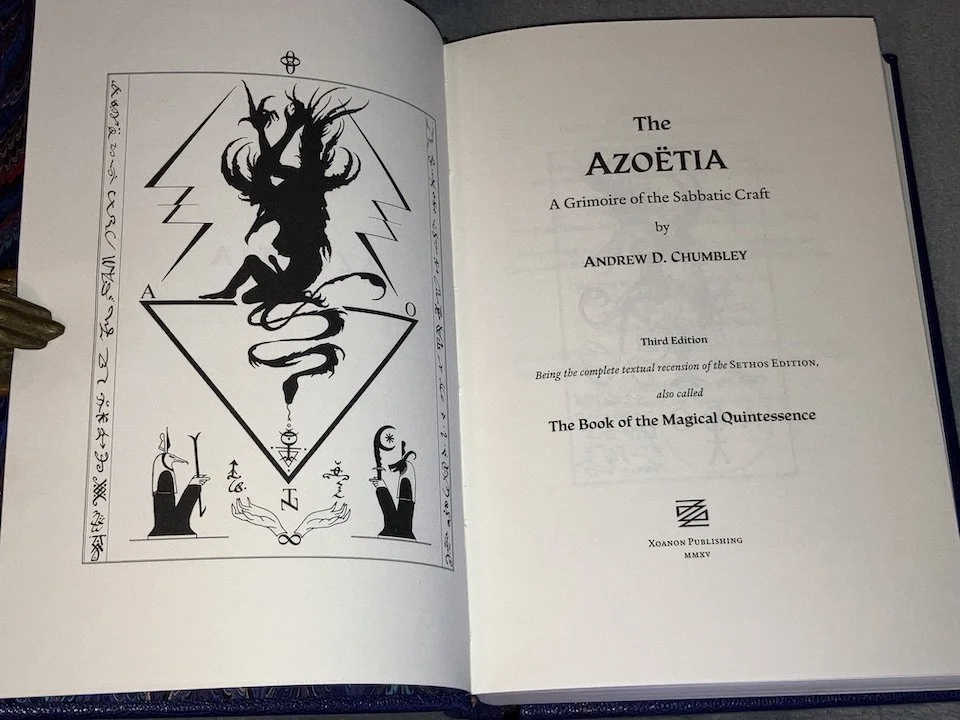 A
O
The
AZOËTIA
A Grimoire of the Sabbatic Craft
by
ANDREW D. CHUMBLEY
Third Edition
Being the complete textual recension of the SETHOS EDITION,
also called
The Book of the Magical Quintessence
XOANON PUBLISHING
MMXV